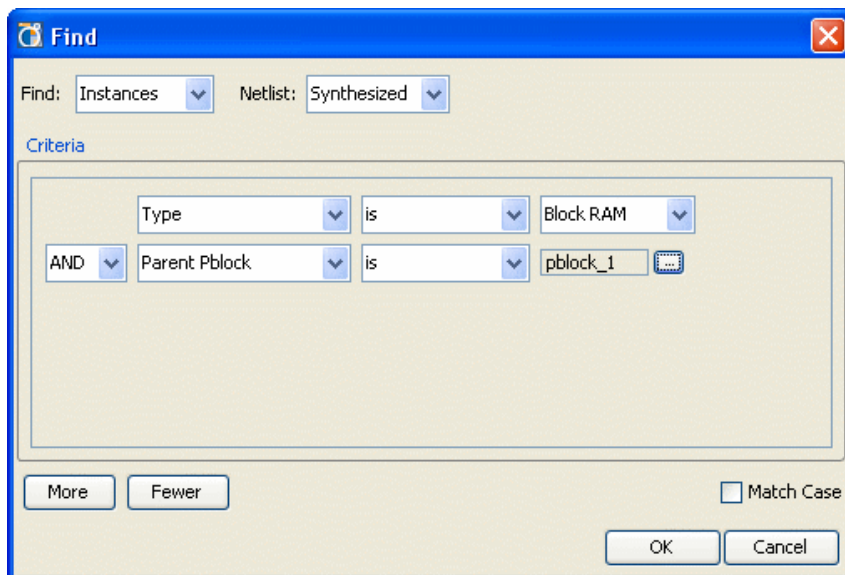 Find
Find: Instances Netlist: Synthesized
Criteria
Type is Block RAM
AND Parent Pblock is pblock_1 ...
More Fewer Match Case
OK Cancel